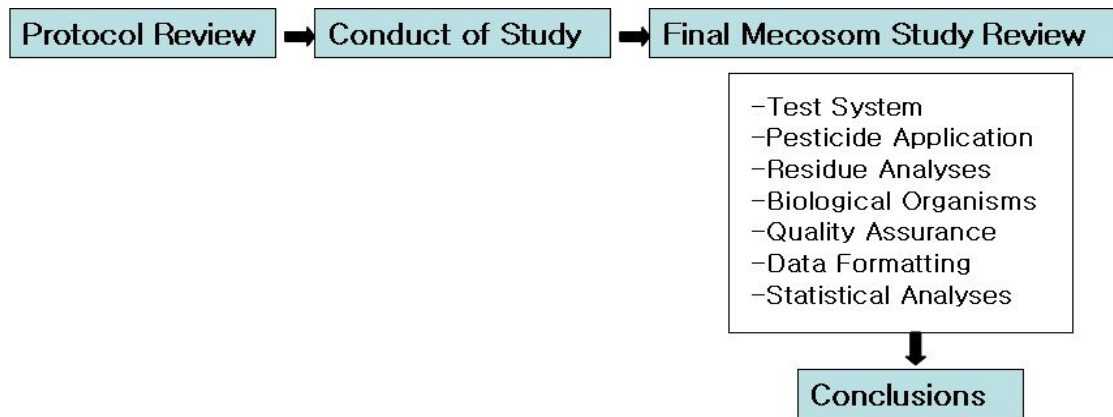 Protocol Review
Conduct of Study
Final Mecosom Study Review
-Test System
-Pesticide Application
-Residue Analyses
-Biological Organisms
-Quality Assurance
-Data Formatting
-Statistical Analyses
Conclusions